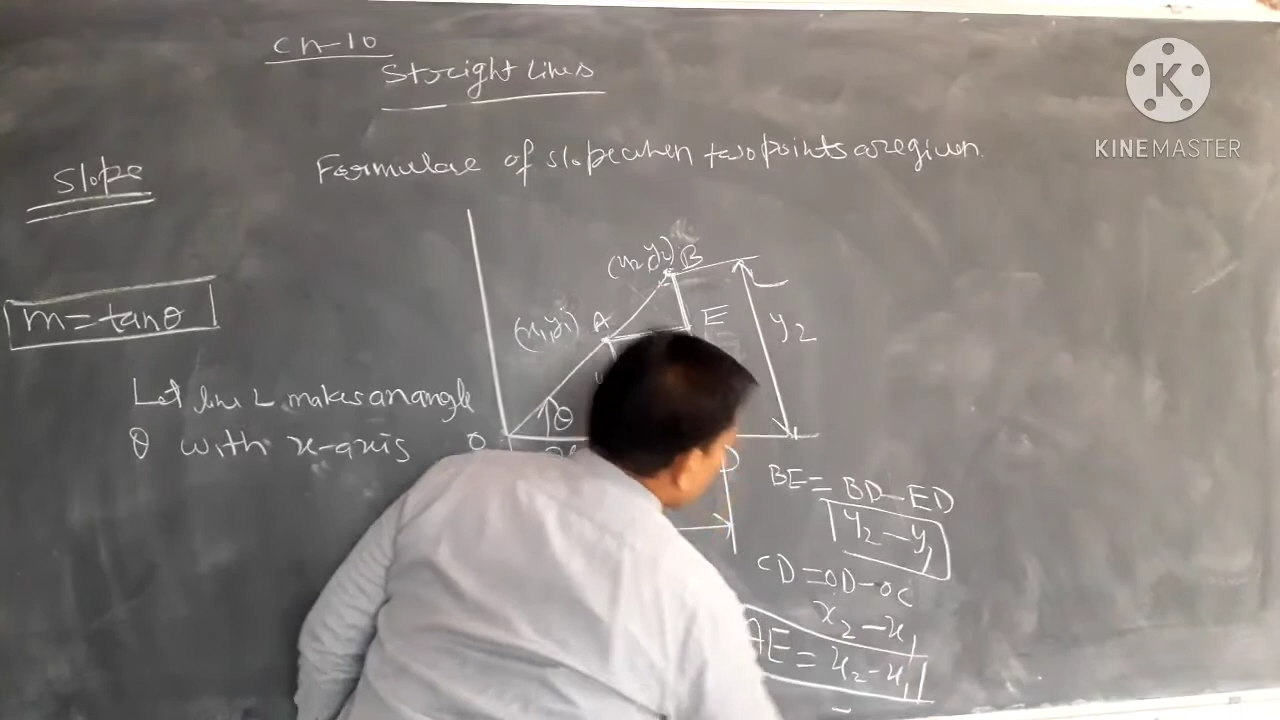 Ch-10
Straight Lines
Slope
Formulae of slope when two points are given.
m = tanθ
Let line L makes an angle
θ with x-axis
(x2, y2) B
(x1, y1) A
E
y2
θ
O
D
BE = BD - ED
y2 - y1
CD = OD - OC
x2 - x1
AE = x2 - x1
K
KINEMASTER